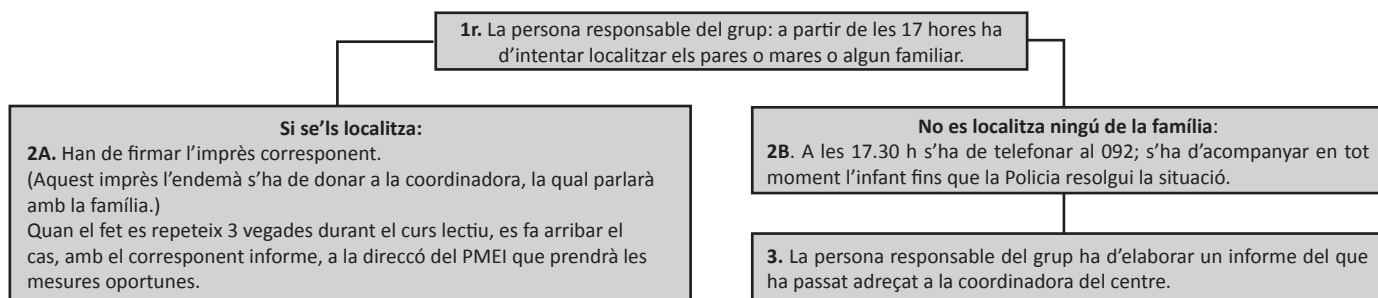 1r. La persona responsable del grup: a partir de les 17 hores ha
d’intentar localitzar els pares o mares o algun familiar.
Si se’ls localitza:
2A. Han de firmar l’imprès corresponent.
(Aquest imprès l’endemà s’ha de donar a la coordinadora, la qual parlarà
amb la família.)
Quan el fet es repeteix 3 vegades durant el curs lectiu, es fa arribar el
cas, amb el corresponent informe, a la direccó del PMEI que prendrà les
mesures oportunes.
No es localitza ningú de la família:
2B. A les 17.30 h s’ha de telefonar al 092; s’ha d’acompanyar en tot
moment l’infant fins que la Policia resolgui la situació.
3. La persona responsable del grup ha d’elaborar un informe del que
ha passat adreçat a la coordinadora del centre.